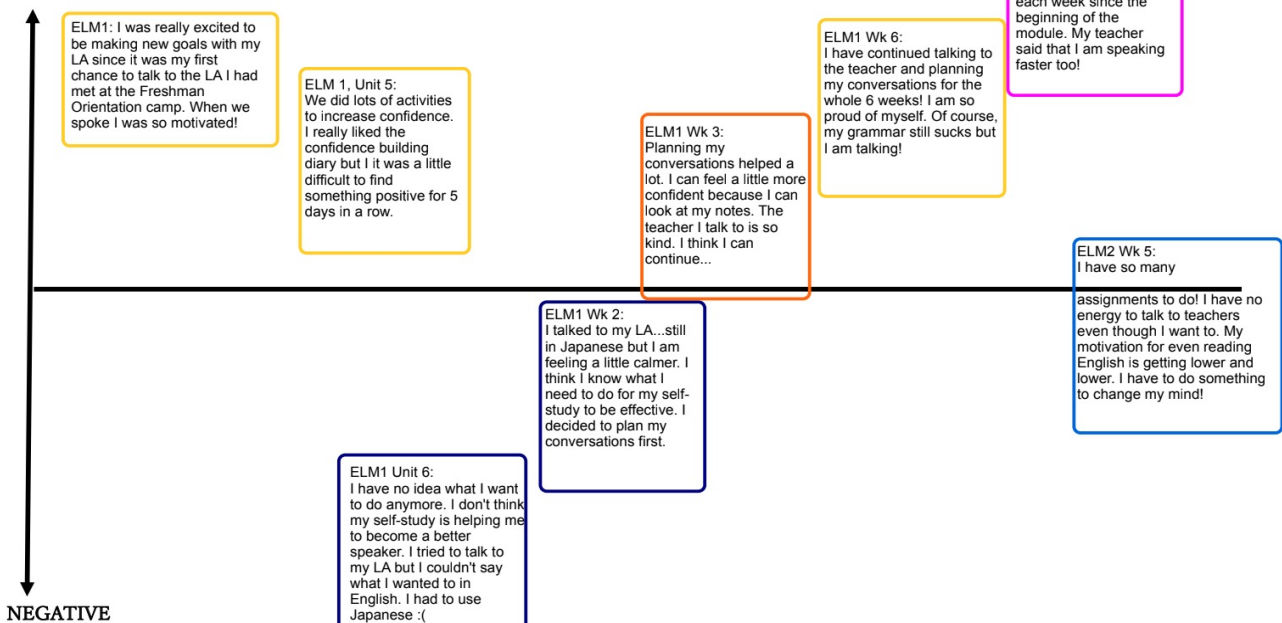 ELM1: I was really excited to
be making new goals with my
LA since it was my first
chance to talk to the LA I had
met at the Freshman
Orientation camp. When we
spoke I was so motivated!
ELM 1, Unit 5:
We did lots of activities
to increase confidence.
I really liked the
confidence building
diary but I it was a little
difficult to find
something positive for 5
days in a row.
ELM1 Unit 6:
I have no idea what I want
to do anymore. I don't think
my self-study is helping me
to become a better
speaker. I tried to talk to
my LA but I couldn't say
what I wanted to in
English. I had to use
Japanese :(
ELM1 Wk 2:
I talked to my LA...still
in Japanese but I am
feeling a little calmer. I
think I know what I
need to do for my self-
study to be effective. I
decided to plan my
conversations first.
ELM1 Wk 3:
Planning my
conversations helped a
lot. I can feel a little more
confident because I can
look at my notes. The
teacher I talk to is so
kind. I think I can
continue...
ELM1 Wk 6:
I have continued talking to
the teacher and planning
my conversations for the
whole 6 weeks! I am so
proud of myself. Of course,
my grammar still sucks but
I am talking!
each week since the
beginning of the
module. My teacher
said that I am speaking
faster too!
ELM2 Wk 5:
I have so many
assignments to do! I have no
energy to talk to teachers
even though I want to. My
motivation for even reading
English is getting lower and
lower. I have to do something
to change my mind!
NEGATIVE